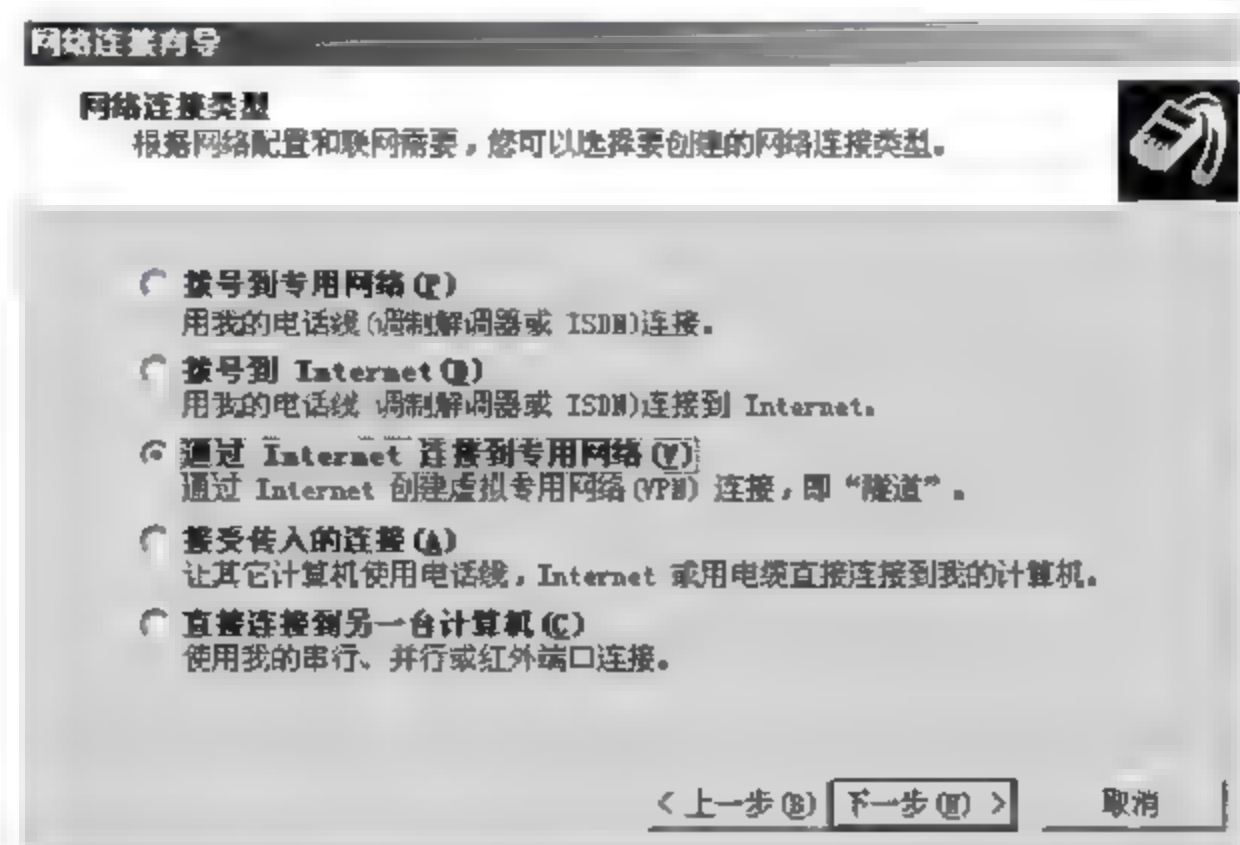 网络连接向导
网络连接类型
根据网络配置和联网需要，您可以选择要创建的网络连接类型。
拨号到专用网络(P)
用我的电话线(调制解调器或 ISDN)连接。
拨号到 Internet(D)
用我的电话线 调制解调器或 ISDN)连接到 Internet。
通过 Internet 连接到专用网络(V)
通过 Internet 创建虚拟专用网络(VPN) 连接，即“隧道”。
接受传入的连接(A)
让其它计算机使用电话线，Internet 或用电缆直接连接到我的计算机。
直接连接到另一台计算机(C)
使用我的串行、并行或红外端口连接。
< 上一步(B) 下一步(N) > 取消